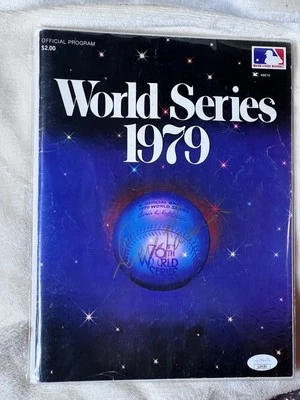 OFFICIAL PROGRAM
$2.00
World Series
1979
76TH
WORLD
SERIES